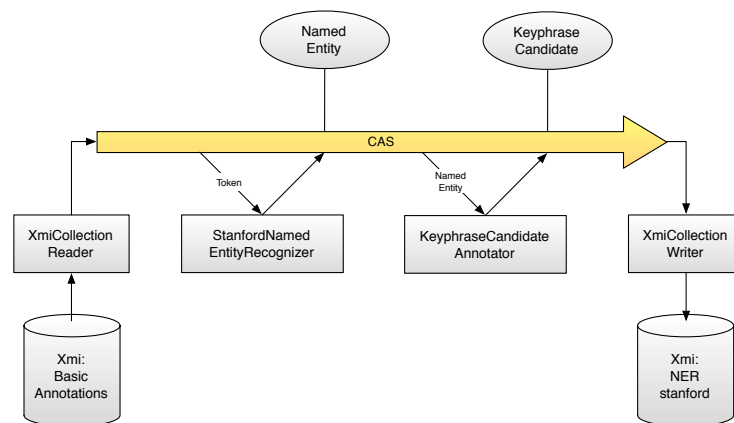 Named
Entity
Keyphrase
Candidate
CAS
Token
Named
Entity
XmiCollection
Reader
StanfordNamed
EntityRecognizer
KeyphraseCandidate
Annotator
XmiCollection
Writer
Xmi:
Basic
Annotations
Xmi:
NER
stanford